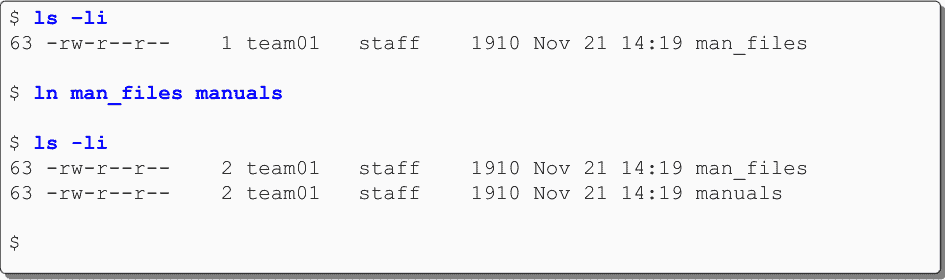 $ ls -li
63 -rw-r--r--    1 team01   staff    1910 Nov 21 14:19 man_files
$ ln man_files manuals
$ ls -li
63 -rw-r--r--    2 team01   staff    1910 Nov 21 14:19 man_files
63 -rw-r--r--    2 team01   staff    1910 Nov 21 14:19 manuals
$